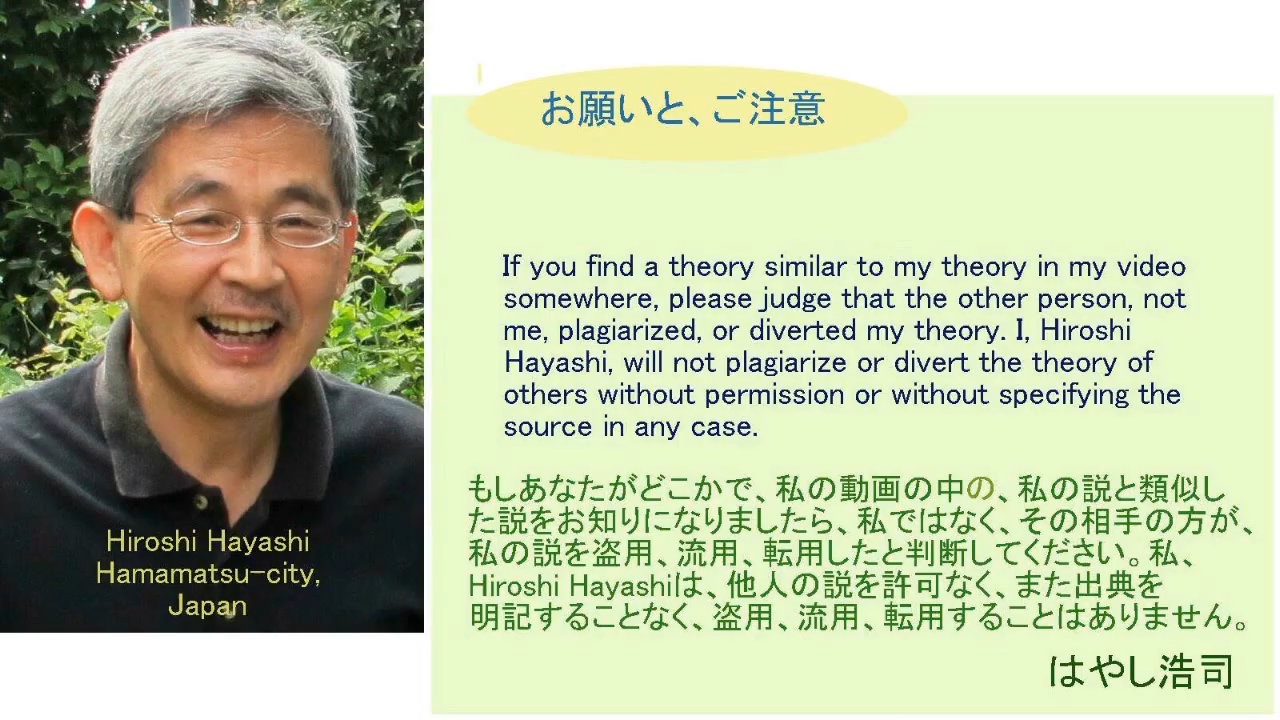 お願いと、ご注意
If you find a theory similar to my theory in my video
somewhere, please judge that the other person, not
me, plagiarized, or diverted my theory. I, Hiroshi
Hayashi, will not plagiarize or divert the theory of
others without permission or without specifying the
source in any case.
もしあなたがどこかで、私の動画の中の、私の説と類似し
た説をお知りになりましたら、私ではなく、その相手の方が、
私の説を盗用、流用、転用したと判断してください。私、
Hiroshi Hayashiは、他人の説を許可なく、また出典を
明記することなく、盗用、流用、転用することはありません。
はやし浩司
Hiroshi Hayashi
Hamamatsu-city,
Japan